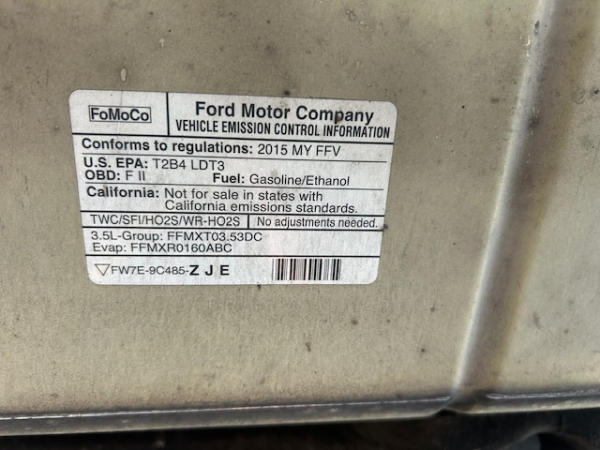 FoMoCo
Ford Motor Company
VEHICLE EMISSION CONTROL INFORMATION
Conforms to regulations: 2015 MY FFV
U.S. EPA: T2B4 LDT3
OBD: F II Fuel: Gasoline/Ethanol
California: Not for sale in states with
California emissions standards.
TWC/SFI/HO2S/WR-HO2S No adjustments needed.
3.5L-Group: FFMXT03.53DC
Evap: FFMXR0160ABC
FW7E-9C485-Z J E